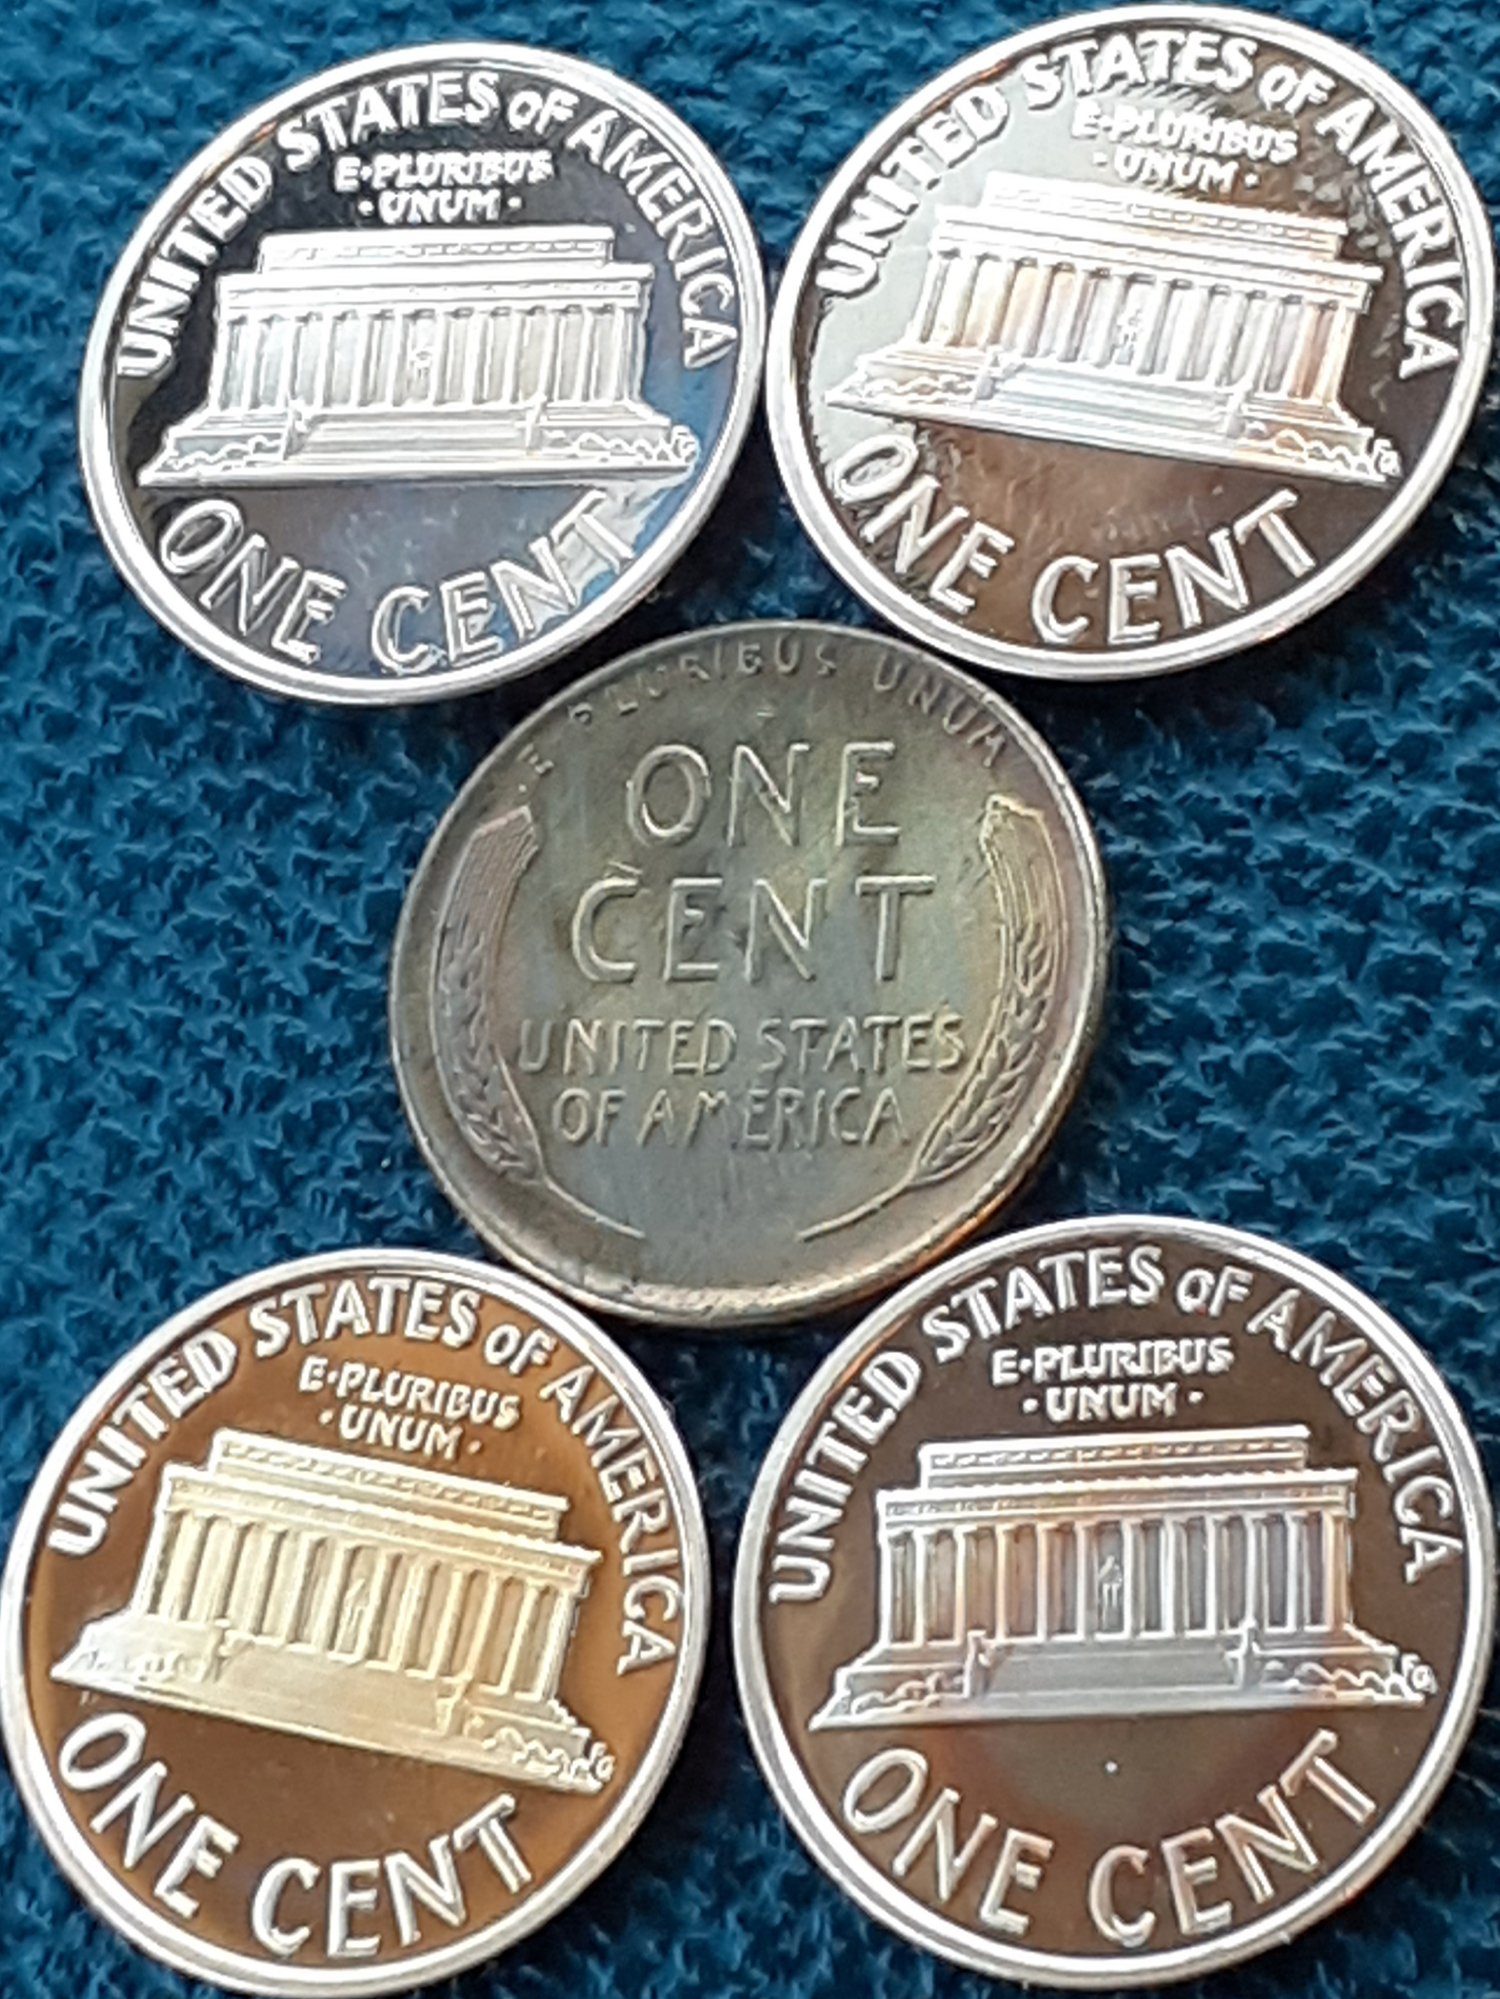 UNITED STATES OF AMERICA
E·PLURIBUS
·UNUM·
ONE CENT
UNITED STATES OF AMERICA
E·PLURIBUS
·UNUM·
ONE CENT
E PLURIBUS UNUM
ONE
CENT
UNITED STATES
OF AMERICA
UNITED STATES OF AMERICA
E·PLURIBUS
·UNUM·
ONE CENT
UNITED STATES OF AMERICA
E·PLURIBUS
·UNUM·
ONE CENT